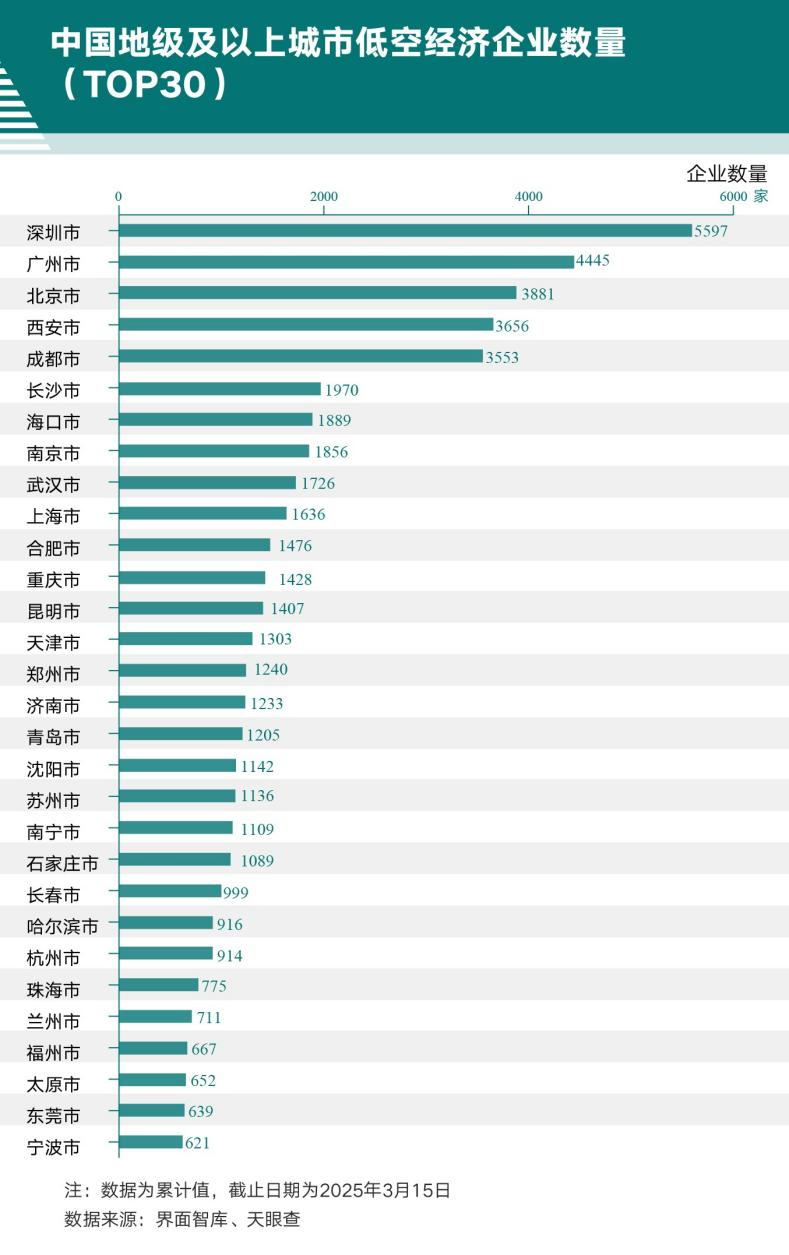 中国地级及以上城市低空经济企业数量
（TOP30）
企业数量
0 2000 4000 6000 家
深圳市 5597
广州市 4445
北京市 3881
西安市 3656
成都市 3553
长沙市 1970
海口市 1889
南京市 1856
武汉市 1726
上海市 1636
合肥市 1476
重庆市 1428
昆明市 1407
天津市 1303
郑州市 1240
济南市 1233
青岛市 1205
沈阳市 1142
苏州市 1136
南宁市 1109
石家庄市 1089
长春市 999
哈尔滨市 916
杭州市 914
珠海市 775
兰州市 711
福州市 667
太原市 652
东莞市 639
宁波市 621
注：数据为累计值，截止日期为2025年3月15日
数据来源：界面智库、天眼查